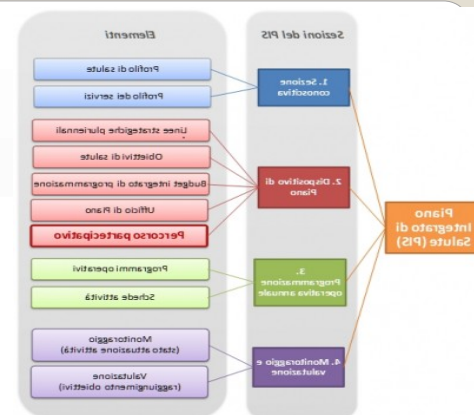 Elementi
Sezioni del PIS
Profilo di salute
Profilo dei servizi
1. Sezione
conoscitiva
Linee strategiche pluriennali
Obiettivi di salute
Budget integrato di programmazione
Ufficio di Piano
Percorso partecipativo
2. Dispositivo di
Piano
Piano
Integrato di
Salute (PIS)
Programmi operativi
Schede attività
3.
Programmazione
operativa annuale
Monitoraggio
(stato attuazione attività)
Valutazione
(raggiungimento obiettivi)
4. Monitoraggio e
valutazione